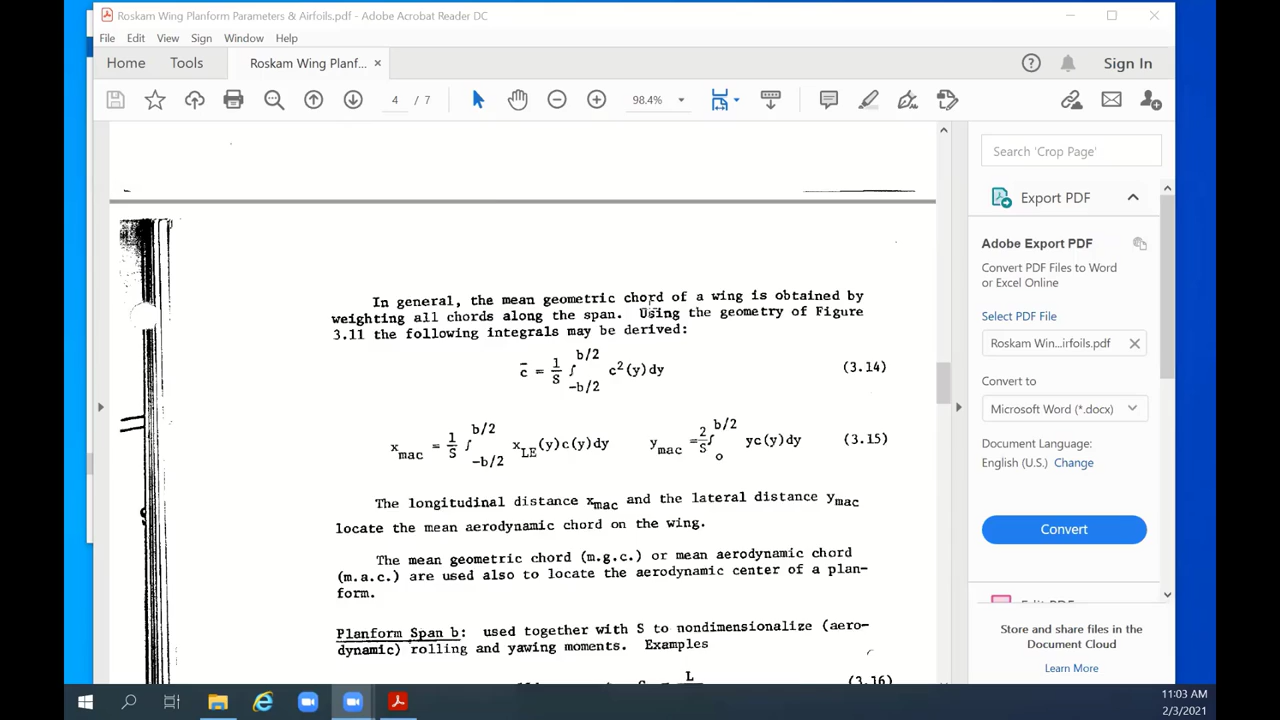 Roskam Wing Planform Parameters & Airfoils.pdf - Adobe Acrobat Reader DC
File Edit View Sign Window Help
Home Tools Roskam Wing Planf... × Sign In
4 / 7 98.4%
Search 'Crop Page'
Export PDF
Adobe Export PDF
Convert PDF Files to Word
or Excel Online
Select PDF File
Roskam Win...irfoils.pdf
Convert to
Microsoft Word (*.docx)
Document Language:
English (U.S.) Change
Convert
Edit PDF
Store and share files in the
Document Cloud
Learn More
In general, the mean geometric chord of a wing is obtained by
weighting all chords along the span. Using the geometry of Figure
3.11 the following integrals may be derived:
c̄ = 1/S ∫_{-b/2}^{b/2} c²(y)dy (3.14)
x_mac = 1/S ∫_{-b/2}^{b/2} x_LE(y)c(y)dy y_mac = 2/S ∫_o^{b/2} yc(y)dy (3.15)
The longitudinal distance x_mac and the lateral distance y_mac
locate the mean aerodynamic chord on the wing.
The mean geometric chord (m.g.c.) or mean aerodynamic chord
(m.a.c.) are used also to locate the aerodynamic center of a plan-
form.
Planform Span b: used together with S to nondimensionalize (aero-
dynamic) rolling and yawing moments. Examples
L (3.16)
11:03 AM
2/3/2021